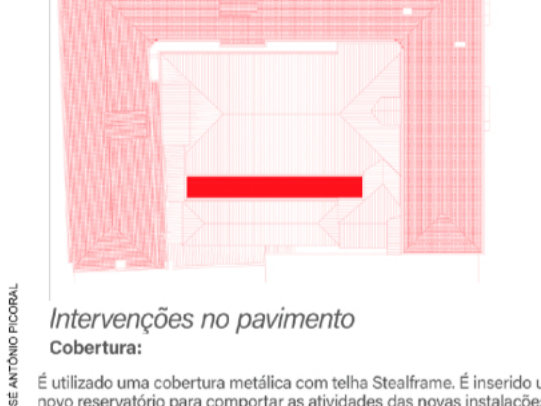 Intervenções no pavimento
Cobertura:
É utilizado uma cobertura metálica com telha Stealframe. É inserido
novo reservatório para comportar as atividades das novas
ANTÔNIO PICORAL